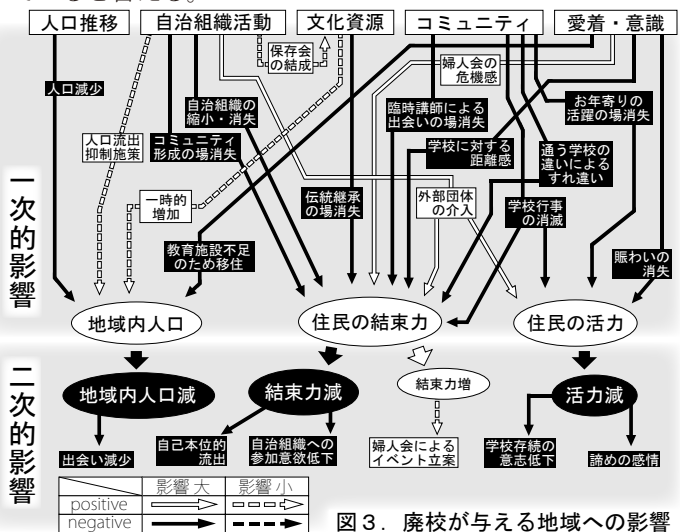 人口推移 自治組織活動 文化資源 コミュニティ 愛着・意識
保存会
の結成
婦人会の
危機感
人口減少
自治組織の
縮小・消失
臨時講師による
出会いの場消失
お年寄りの
活躍の場消失
人口流出
抑制施策
コミュニティ
形成の場消失
学校に対する
距離感
通う学校の
違いによる
すれ違い
一次的影響
一時的
増加
伝統継承
の場消失
外部団体
の介入
学校行事
の消滅
教育施設不足
のため移住
賑わいの
消失
地域内人口 住民の結束力 住民の活力
二次的影響
地域内人口減 結束力減 結束力増 活力減
出会い減少
自己本位的
流出
自治組織への
参加意欲低下
婦人会による
イベント立案
学校存続の
意志低下
諦めの感情
影響大 影響小
positive
negative
図3．廃校が与える地域への影響